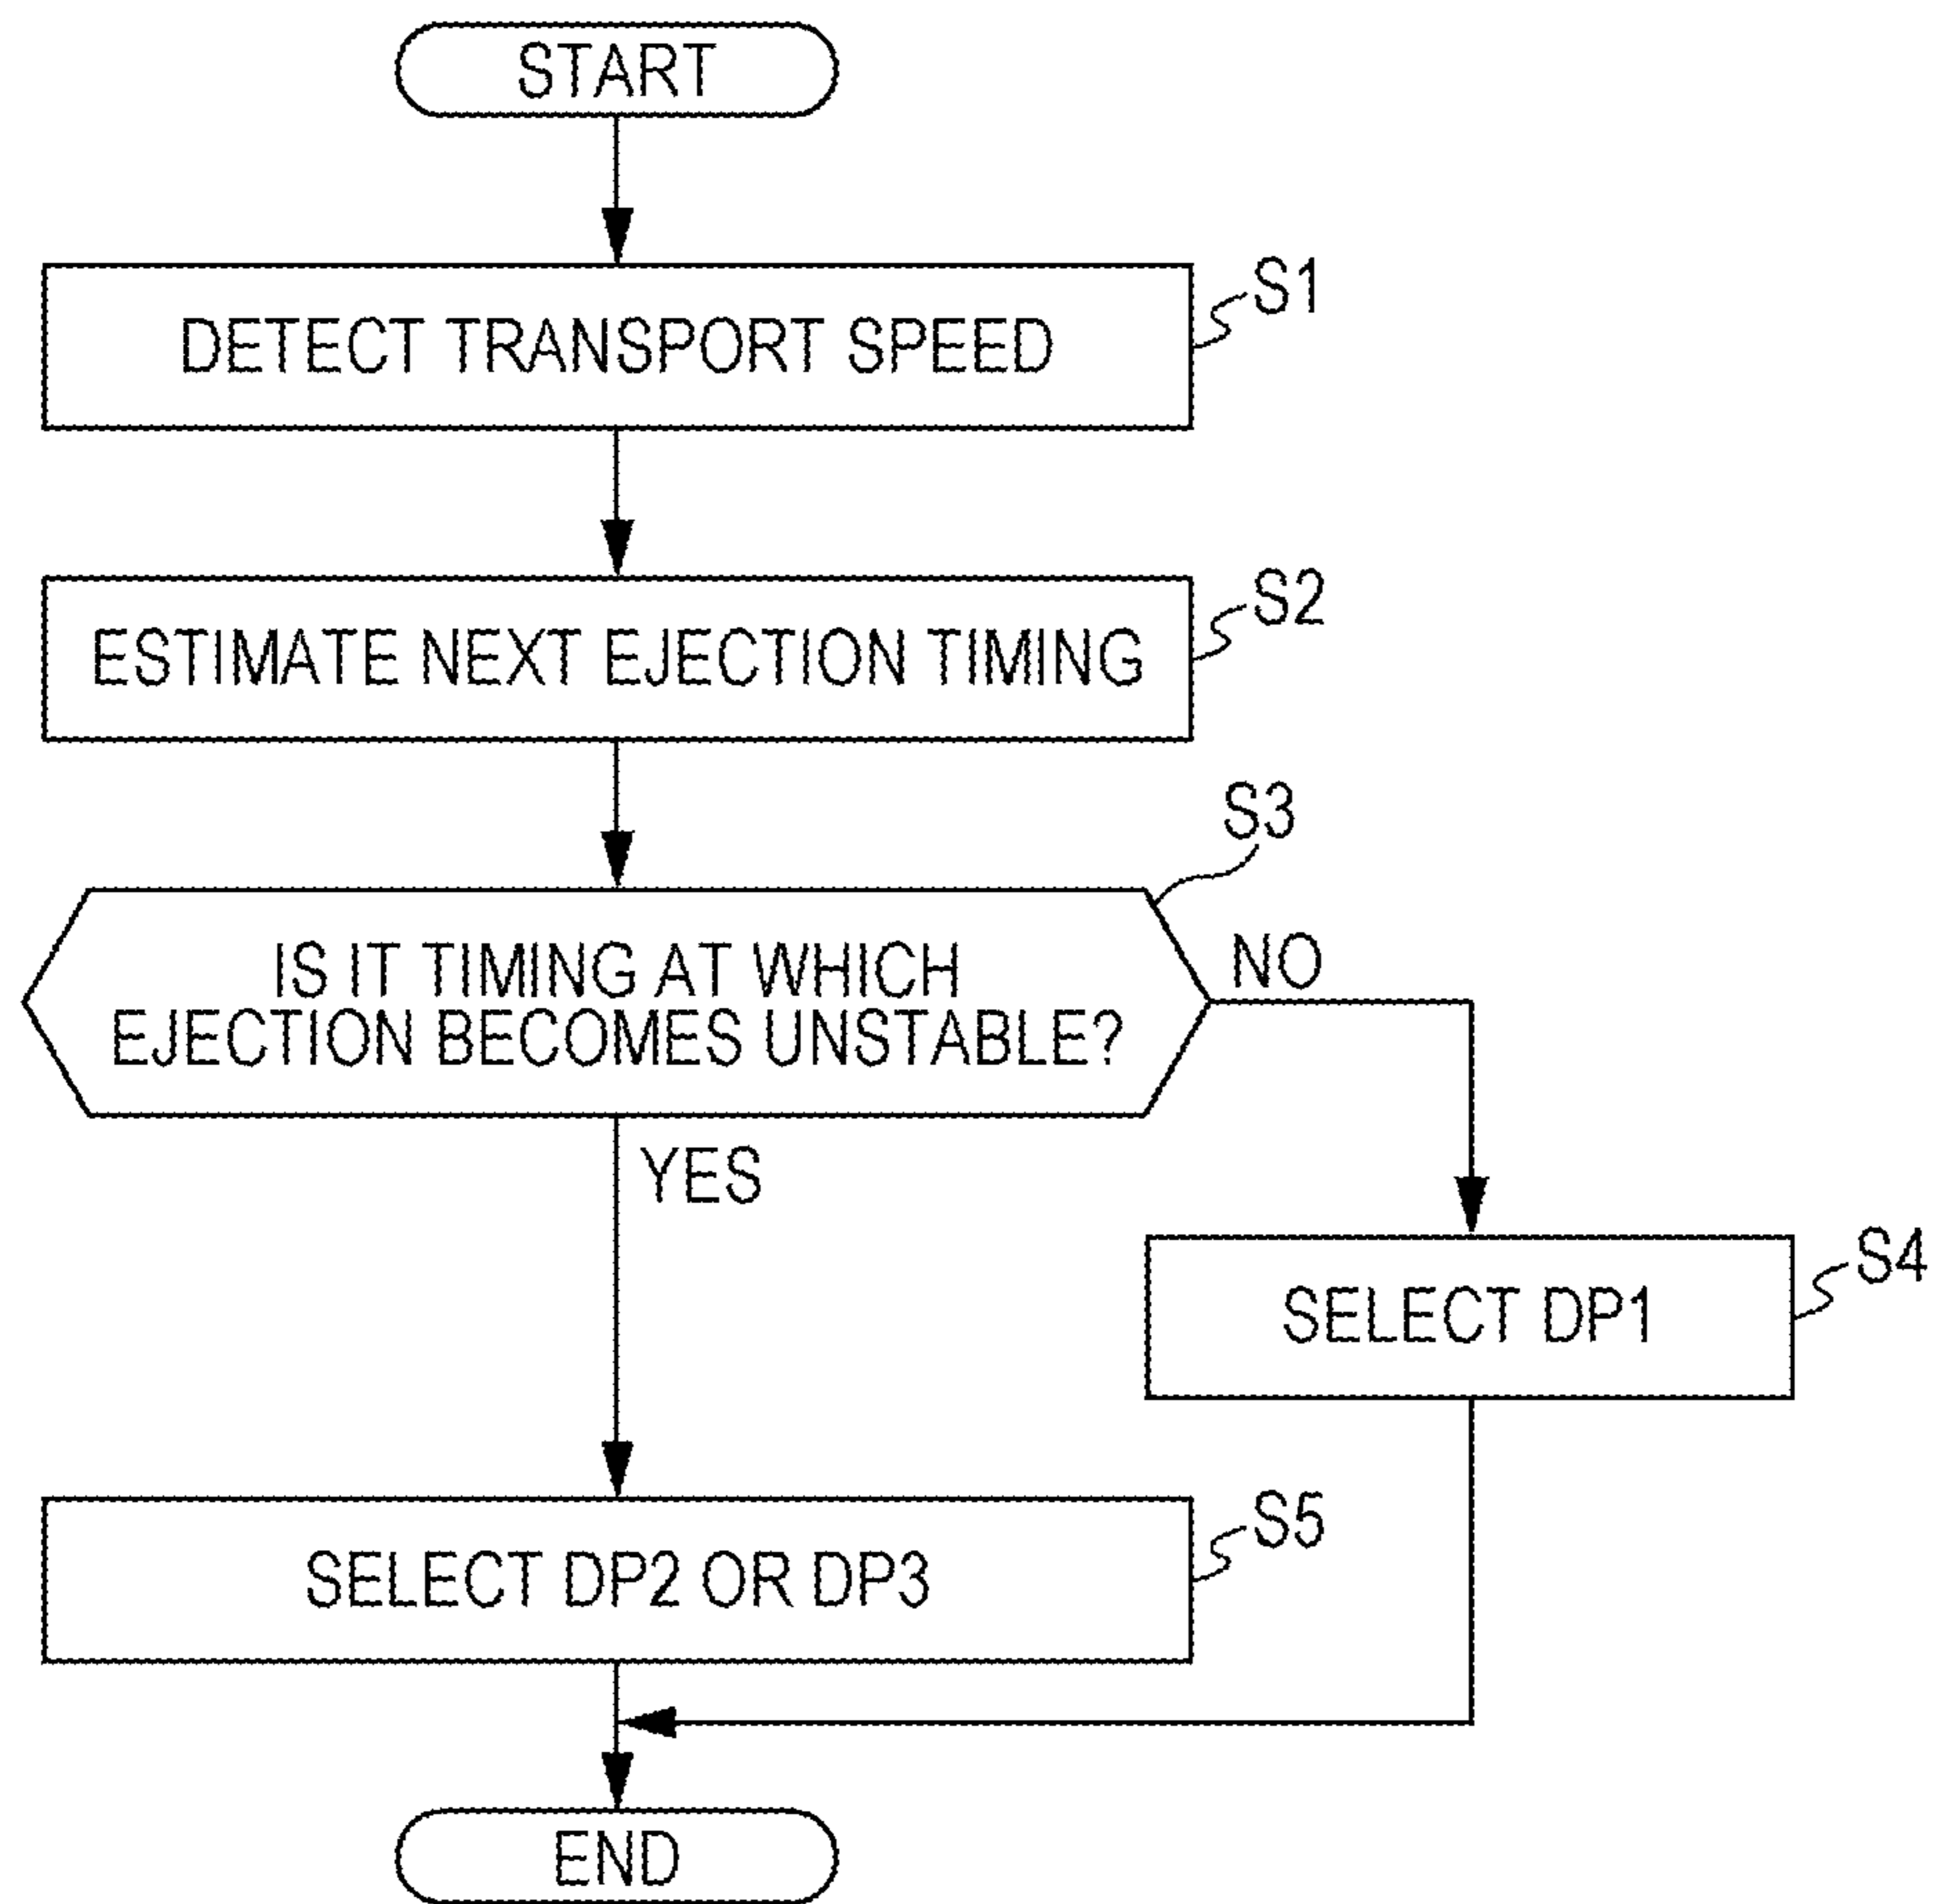 START
DETECT TRANSPORT SPEED
S1
ESTIMATE NEXT EJECTION TIMING
S2
S3
IS IT TIMING AT WHICH
EJECTION BECOMES UNSTABLE?
NO
YES
SELECT DP1
S4
SELECT DP2 OR DP3
S5
END